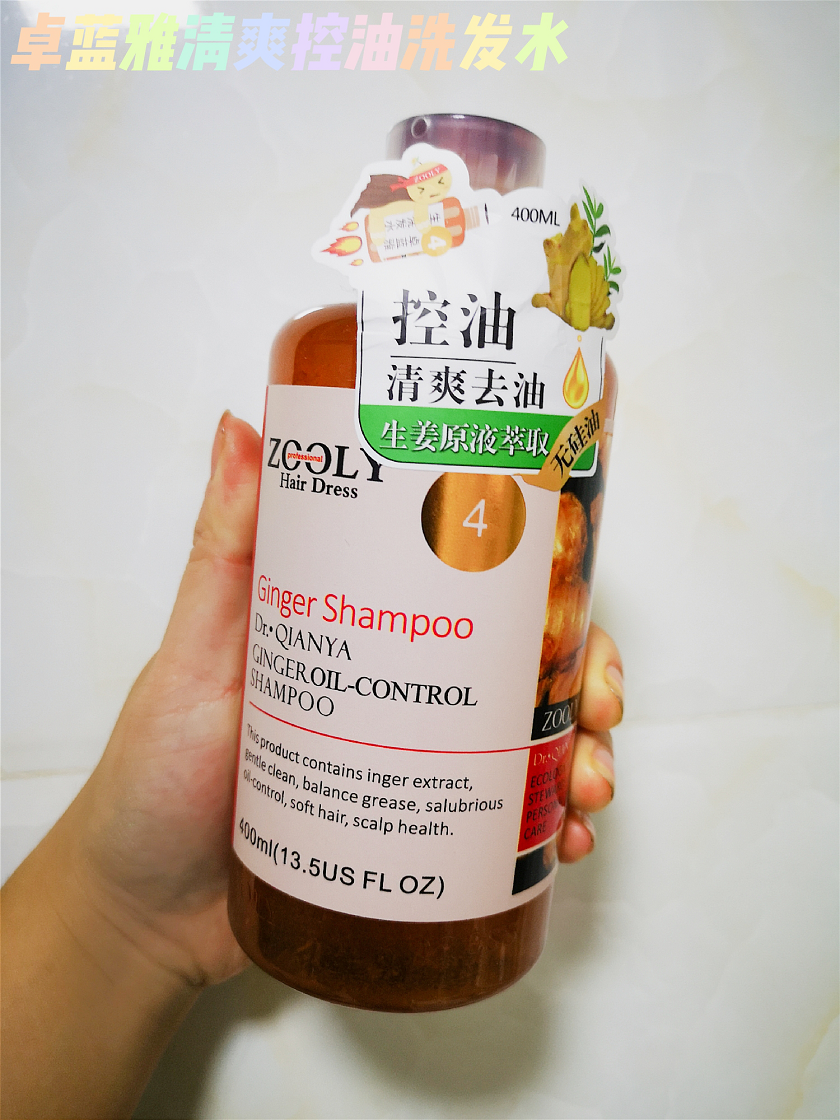 卓蓝雅清爽控油洗发水
ZOOLY
400ML
控油
清爽去油
生姜原液萃取
无硅油
ZOOLY
professional
Hair Dress
4
Ginger Shampoo
Dr.•QIANYA
GINGER OIL-CONTROL
SHAMPOO
This product contains inger extract,
gentle clean, balance grease, salubrious
oil-control, soft hair, scalp health.
400ml(13.5US FL OZ)